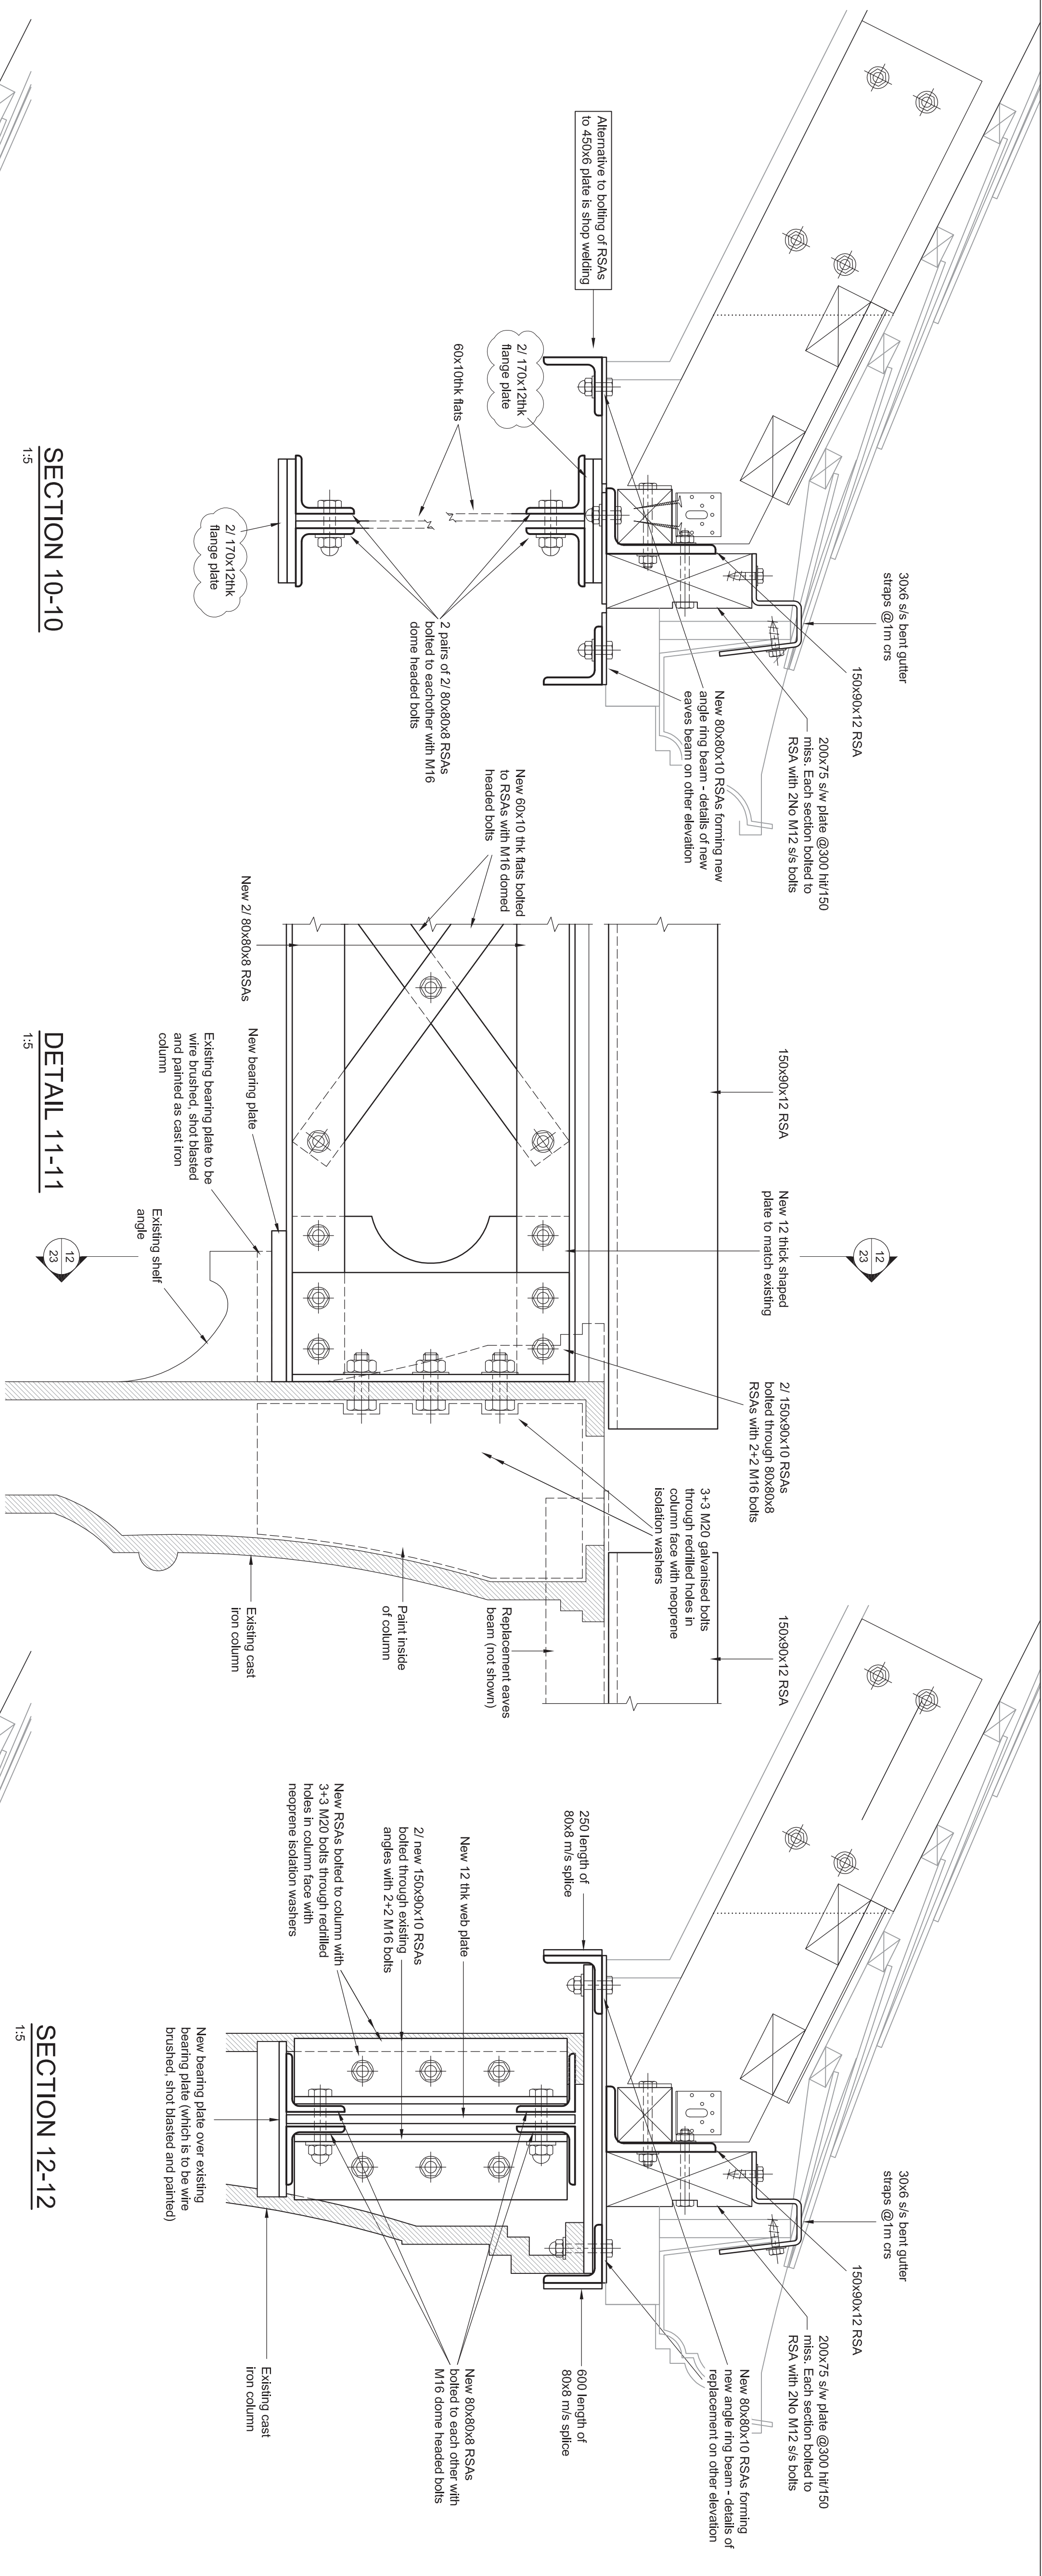 Alternative to bolting of RSAs
to 450x6 plate is shop welding
2/ 170x12thk
flange plate
60x10thk flats
2/ 170x12thk
flange plate
30x6 s/s bent gutter
straps @1m crs
150x90x12 RSA
200x75 s/w plate @300 hit/150
miss. Each section bolted to
RSA with 2No M12 s/s bolts
New 80x80x10 RSAs forming new
angle ring beam - details of new
eaves beam on other elevation
2 pairs of 2/ 80x80x8 RSAs
bolted to eachother with M16
dome headed bolts
SECTION 10-10
1:5
New 60x10 thk flats bolted
to RSAs with M16 domed
headed bolts
New 2/ 80x80x8 RSAs
150x90x12 RSA
New 12 thick shaped
plate to match existing
12
23
2/ 150x90x10 RSAs
bolted through 80x80x8
RSAs with 2+2 M16 bolts
3+3 M20 galvanised bolts
through redrilled holes in
column face with neoprene
isolation washers
150x90x12 RSA
Replacement eaves
beam (not shown)
Paint inside
of column
Existing cast
iron column
New bearing plate
Existing bearing plate to be
wire brushed, shot blasted
and painted as cast iron
column
Existing shelf
angle
12
23
DETAIL 11-11
1:5
30x6 s/s bent gutter
straps @1m crs
150x90x12 RSA
200x75 s/w plate @300 hit/150
miss. Each section bolted to
RSA with 2No M12 s/s bolts
New 80x80x10 RSAs forming
new angle ring beam - details of
replacement on other elevation
250 length of
80x8 m/s splice
600 length of
80x8 m/s splice
New 12 thk web plate
2/ new 150x90x10 RSAs
bolted through existing
angles with 2+2 M16 bolts
New RSAs bolted to column with
3+3 M20 bolts through redrilled
holes in column face with
neoprene isolation washers
New 80x80x8 RSAs
bolted to each other with
M16 dome headed bolts
New bearing plate over existing
bearing plate (which is to be wire
brushed, shot blasted and painted)
Existing cast
iron column
SECTION 12-12
1:5